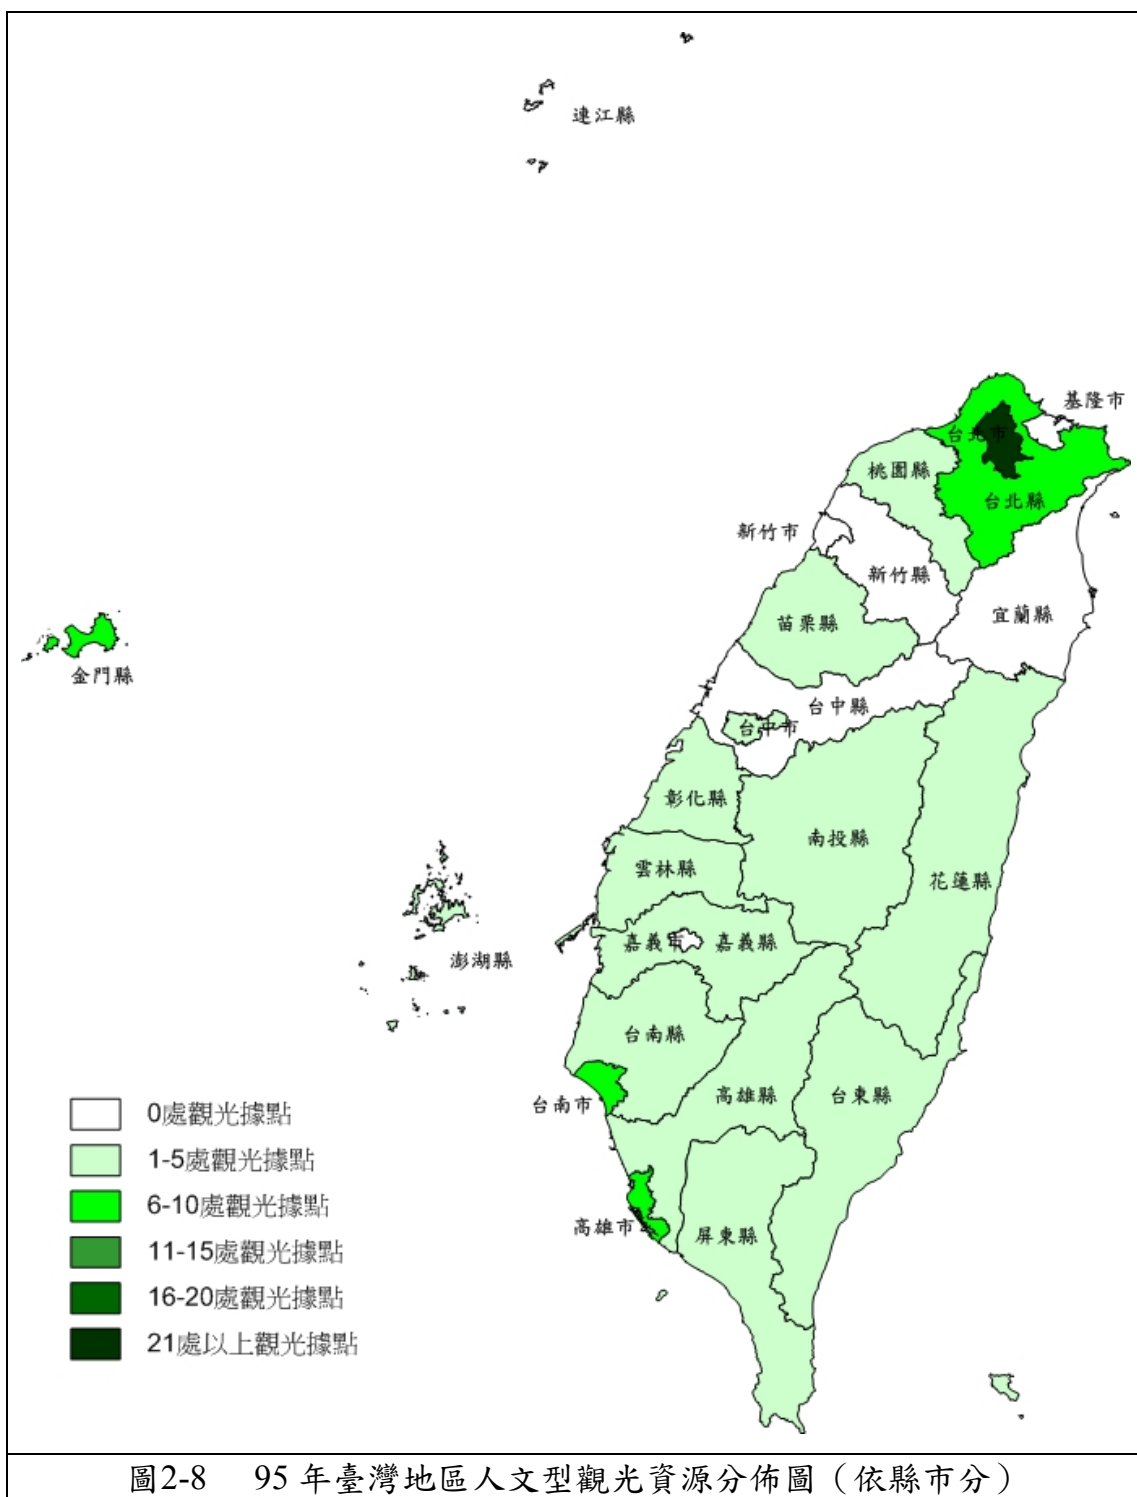 連江縣
基隆市
台北市
桃園縣
台北縣
新竹市
新竹縣
宜蘭縣
苗栗縣
金門縣
台中縣
台中市
彰化縣
南投縣
雲林縣
花蓮縣
嘉義市
嘉義縣
澎湖縣
台南縣
高雄縣
台東縣
台南市
高雄市
屏東縣
0處觀光據點
1-5處觀光據點
6-10處觀光據點
11-15處觀光據點
16-20處觀光據點
21處以上觀光據點
圖2-8 95 年臺灣地區人文型觀光資源分佈圖（依縣市分）